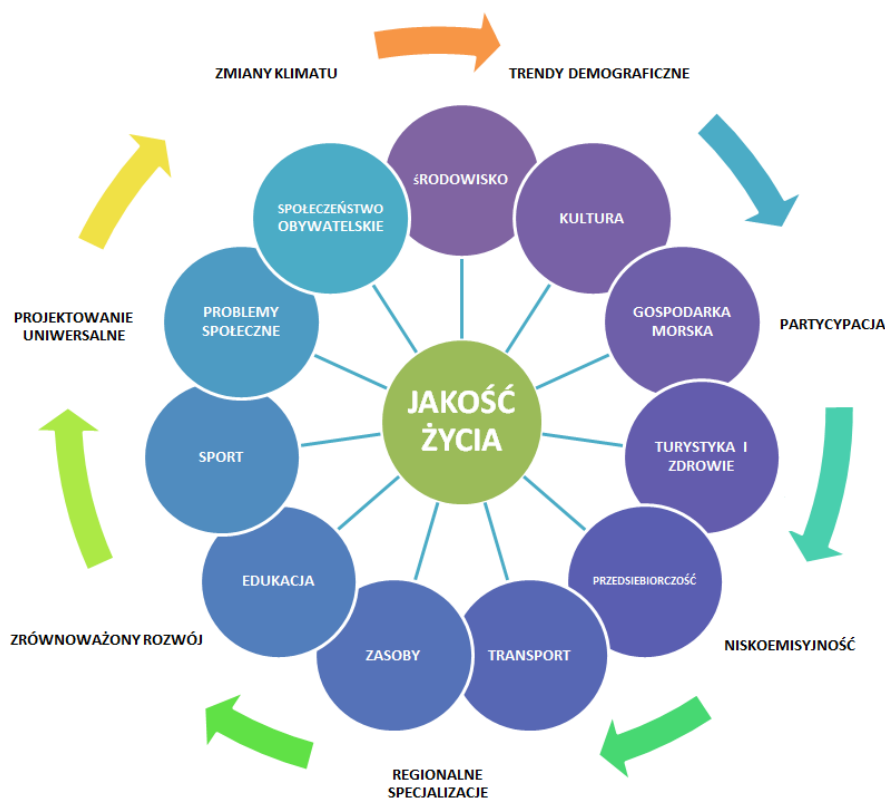 ZMIANY KLIMATU
TRENDY DEMOGRAFICZNE
śRODOWISKO
SPOŁECZEŃSTWO
OBYWATELSKIE
KULTURA
PROBLEMY
SPOŁECZNE
GOSPODARKA
MORSKA
PROJEKTOWANIE
UNIWERSALNE
PARTYCYPACJA
JAKOŚĆ
ŻYCIA
SPORT
TURYSTYKA I
ZDROWIE
EDUKACJA
PRZEDSIEBIORCZOŚĆ
ZRÓWNOWAŻONY ROZWÓJ
NISKOEMISYJNOŚĆ
ZASOBY
TRANSPORT
REGIONALNE
SPECJALIZACJE